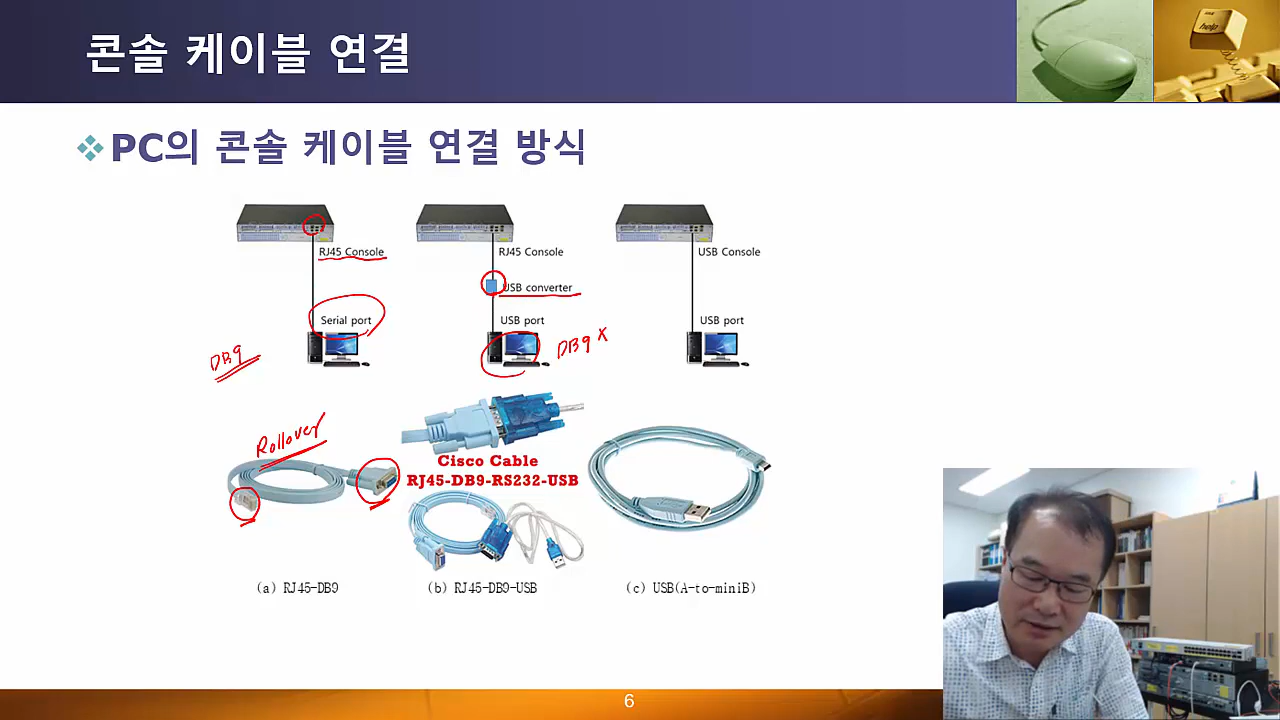 콘솔 케이블 연결
help
PC의 콘솔 케이블 연결 방식
RJ45 Console
Serial port
DB9
Rollover
(a) RJ45-DB9
RJ45 Console
USB converter
USB port
DB9 X
Cisco Cable
RJ45-DB9-RS232-USB
(b) RJ45-DB9-USB
USB Console
USB port
(c) USB(A-to-miniB)
6